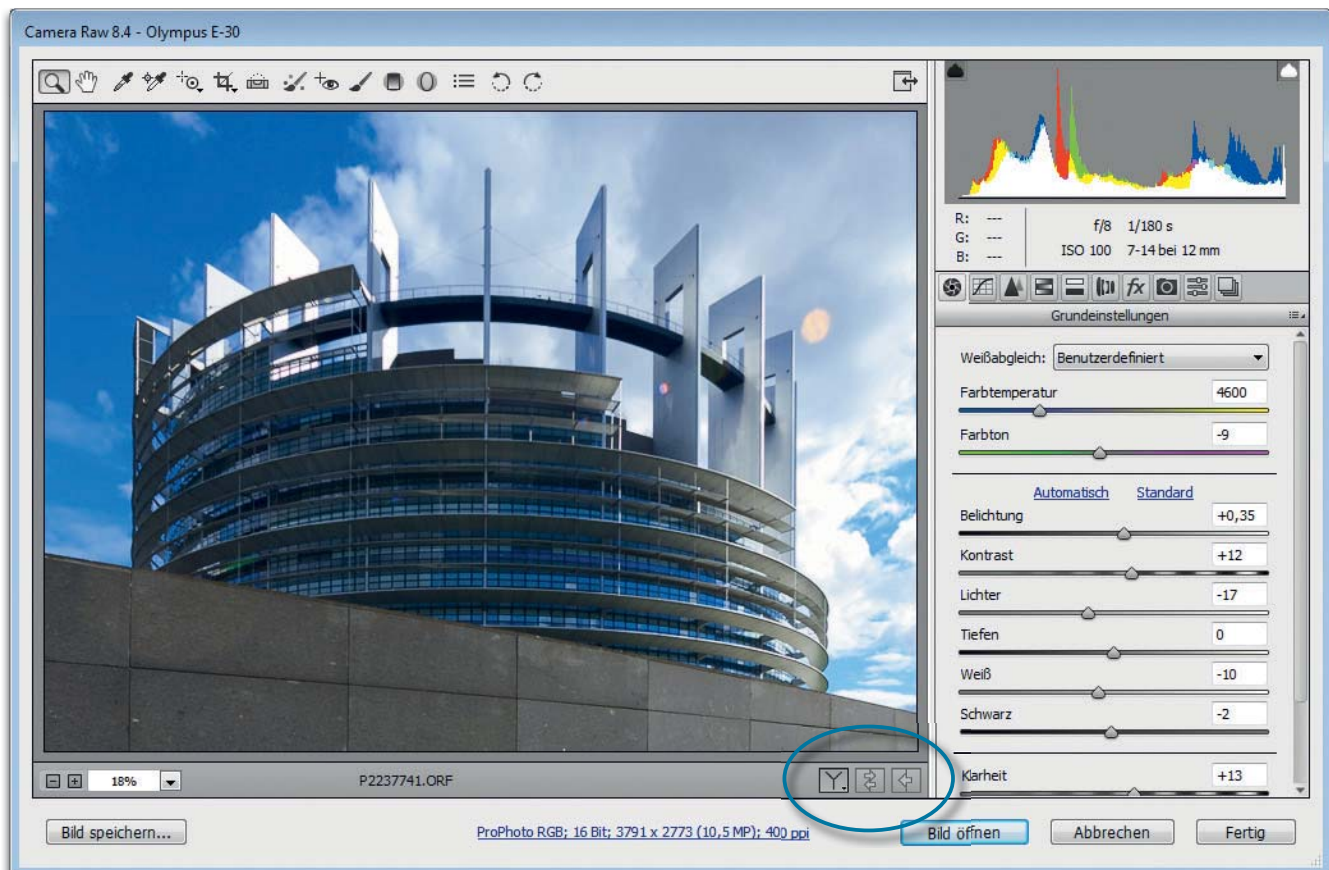 Camera Raw 8.4 - Olympus E-30
R: ---
G: ---
B: ---
f/8 1/180 s
ISO 100 7-14 bei 12 mm
fx
Grundeinstellungen
Weißabgleich: Benutzerdefiniert
Farbtemperatur 4600
Farbton -9
Automatisch Standard
Belichtung +0,35
Kontrast +12
Lichter -17
Tiefen 0
Weiß -10
Schwarz -2
Klarheit +13
18%
P2237741.ORF
Y
Bild speichern...
ProPhoto RGB; 16 Bit; 3791 x 2773 (10,5 MP); 400 ppi
Bild öffnen
Abbrechen
Fertig